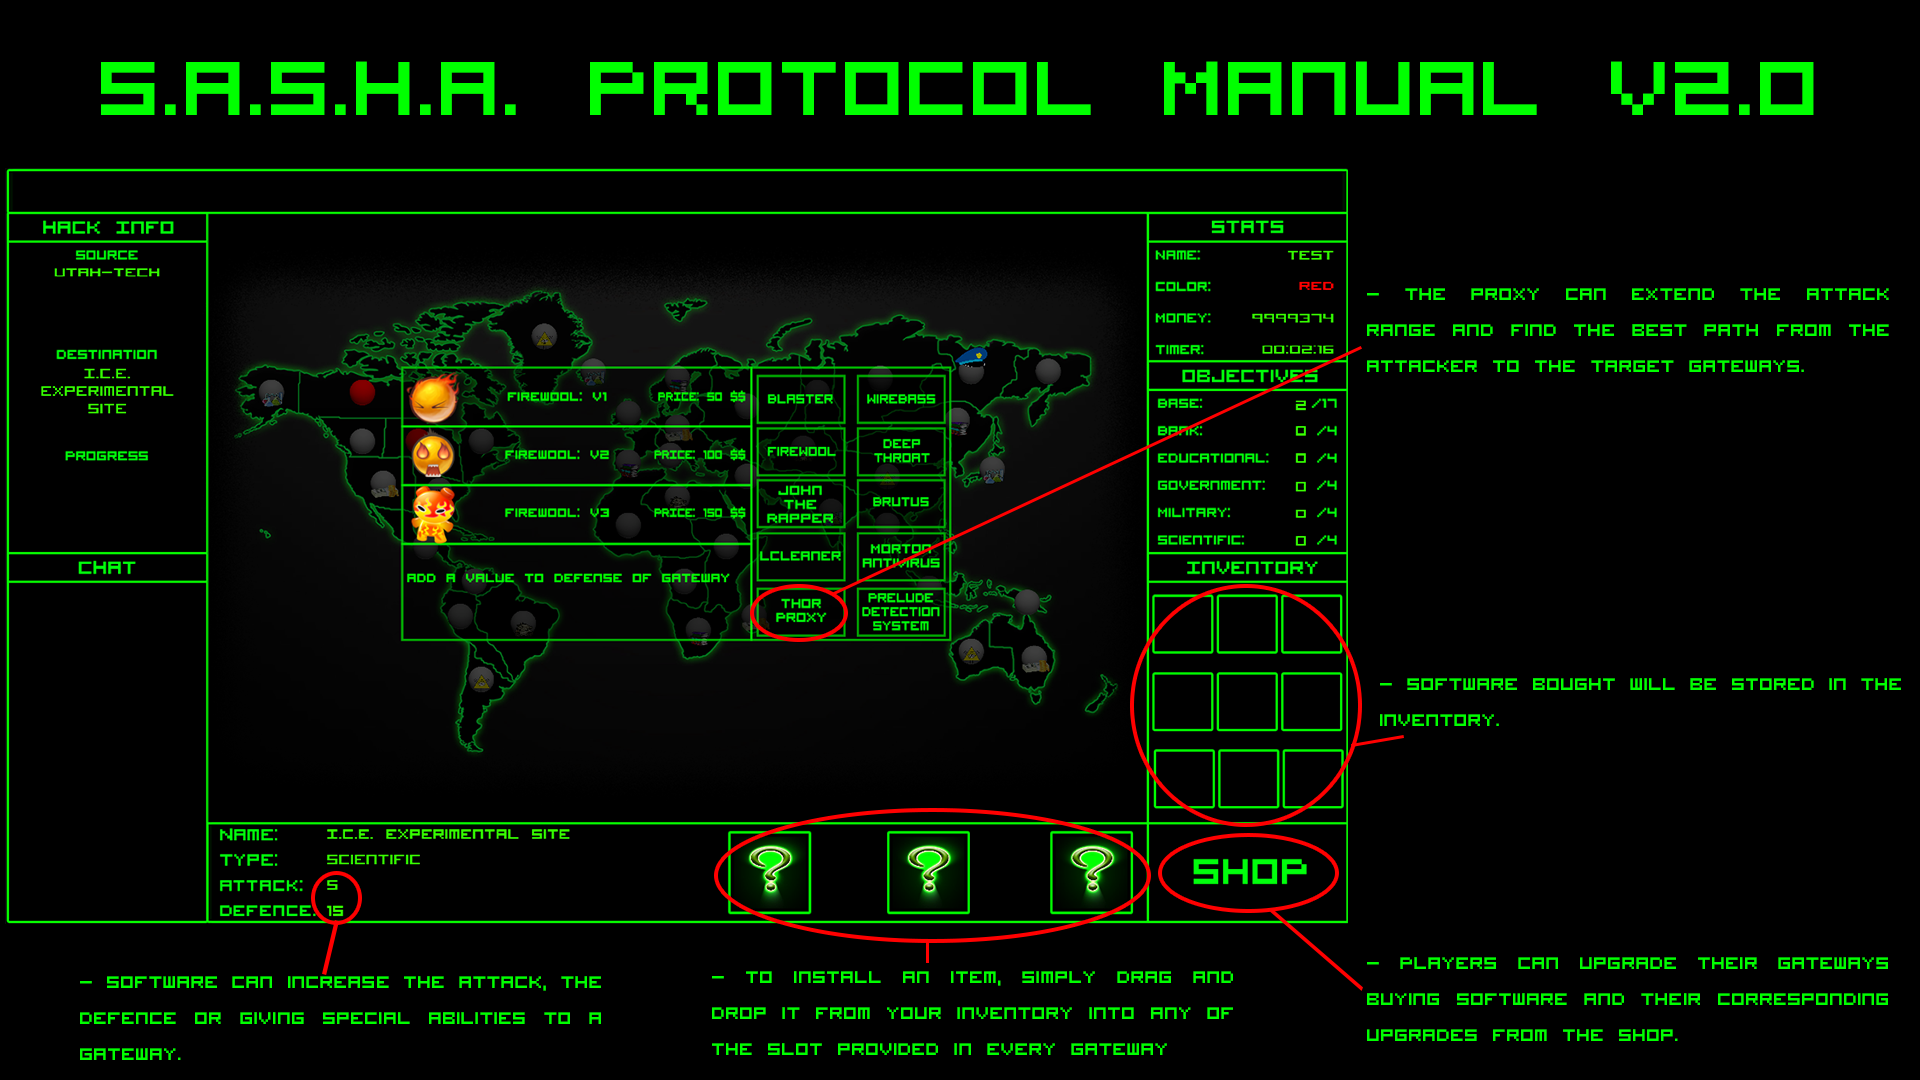 S.A.S.H.A. PROTOCOL MANUAL V2.0
HACK INFO
SOURCE
UTAH-TECH
DESTINATION
I.C.E.
EXPERIMENTAL
SITE
PROGRESS
CHAT
FIREWOOL: V1 PRICE: 50 $$
FIREWOOL: V2 PRICE: 100 $$
FIREWOOL: V3 PRICE: 150 $$
ADD A VALUE TO DEFENSE OF GATEWAY
BLASTER
WIREBASS
FIREWOOL
DEEP
THROAT
JOHN
THE
RAPPER
BRUTUS
LCLEANER
MORTON
ANTIVIRUS
THOR
PROXY
PRELUDE
DETECTION
SYSTEM
STATS
NAME: TEST
COLOR: RED
MONEY: 9999374
TIMER: 00:02:16
OBJECTIVES
BASE: 2 /17
BANK: 0 /4
EDUCATIONAL: 0 /4
GOVERNMENT: 0 /4
MILITARY: 0 /4
SCIENTIFIC: 0 /4
INVENTORY
SHOP
NAME: I.C.E. EXPERIMENTAL SITE
TYPE: SCIENTIFIC
ATTACK: 5
DEFENCE: 15
- THE PROXY CAN EXTEND THE ATTACK
RANGE AND FIND THE BEST PATH FROM THE
ATTACKER TO THE TARGET GATEWAYS.
- SOFTWARE BOUGHT WILL BE STORED IN THE
INVENTORY.
- SOFTWARE CAN INCREASE THE ATTACK, THE
DEFENCE OR GIVING SPECIAL ABILITIES TO A
GATEWAY.
- TO INSTALL AN ITEM, SIMPLY DRAG AND
DROP IT FROM YOUR INVENTORY INTO ANY OF
THE SLOT PROVIDED IN EVERY GATEWAY
- PLAYERS CAN UPGRADE THEIR GATEWAYS
BUYING SOFTWARE AND THEIR CORRESPONDING
UPGRADES FROM THE SHOP.